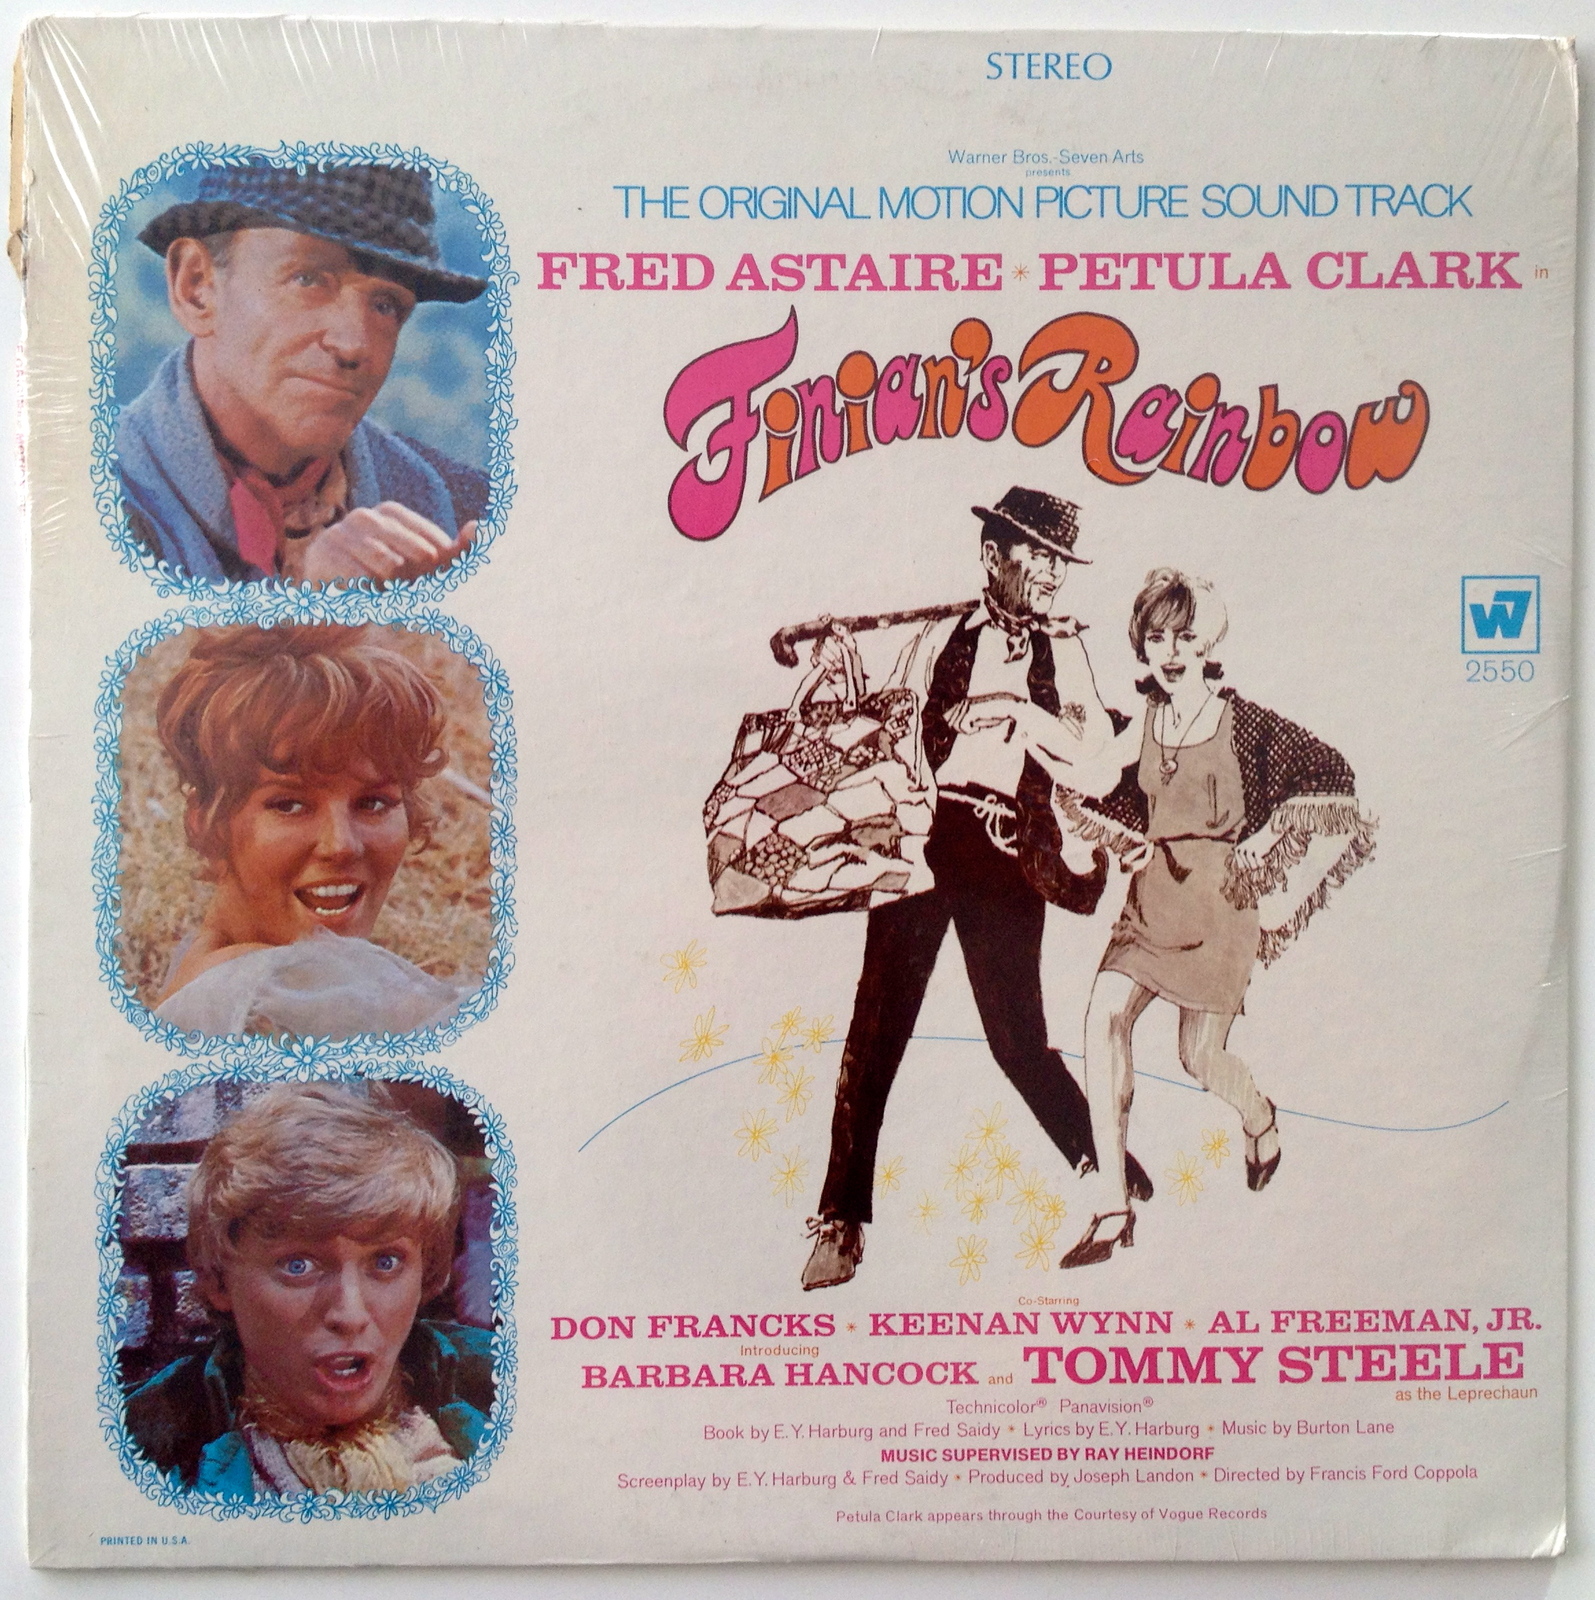 STEREO
Warner Bros.-Seven Arts
presents
THE ORIGINAL MOTION PICTURE SOUND TRACK
FRED ASTAIRE * PETULA CLARK in
Finian's Rainbow
W7
2550
Co-Starring
DON FRANCKS * KEENAN WYNN * AL FREEMAN, JR.
Introducing
BARBARA HANCOCK and TOMMY STEELE
as the Leprechaun
Technicolor® Panavision®
Book by E. Y. Harburg and Fred Saidy * Lyrics by E. Y. Harburg * Music by Burton Lane
MUSIC SUPERVISED BY RAY HEINDORF
Screenplay by E. Y. Harburg & Fred Saidy * Produced by Joseph Landon * Directed by Francis Ford Coppola
Petula Clark appears through the Courtesy of Vogue Records
PRINTED IN U.S.A.